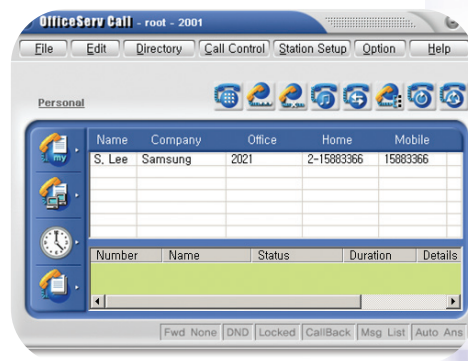 OfficeServ Call - root - 2001
File Edit Directory Call Control Station Setup Option Help
Personal
Name Company Office Home Mobile
my
S, Lee Samsung 2021 2-15883366 15883366
Number Name Status Duration Details
Fwd None DND Locked CallBack Msg List Auto Ans